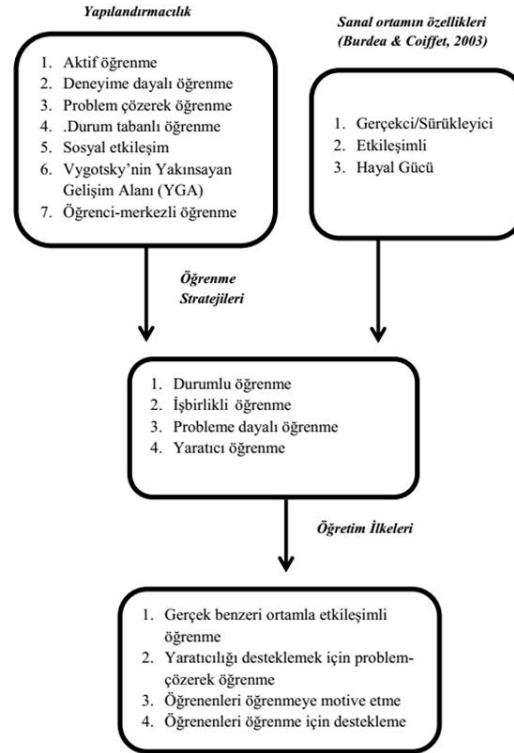 Yapılandırmacılık
1. Aktif öğrenme
2. Deneyime dayalı öğrenme
3. Problem çözerek öğrenme
4. .Durum tabanlı öğrenme
5. Sosyal etkileşim
6. Vygotsky’nin Yakınsayan
Gelişim Alanı (YGA)
7. Öğrenci-merkezli öğrenme
Sanal ortamın özellikleri
(Burdea & Coiffet, 2003)
1. Gerçekci/Sürükleyici
2. Etkileşimli
3. Hayal Gücü
Öğrenme
Stratejileri
1. Durumlu öğrenme
2. İşbirlikli öğrenme
3. Probleme dayalı öğrenme
4. Yaratıcı öğrenme
Öğretim İlkeleri
1. Gerçek benzeri ortamla etkileşimli
öğrenme
2. Yaratıcılığı desteklemek için problem-
çözerek öğrenme
3. Öğrenenleri öğrenmeye motive etme
4. Öğrenenleri öğrenme için destekleme